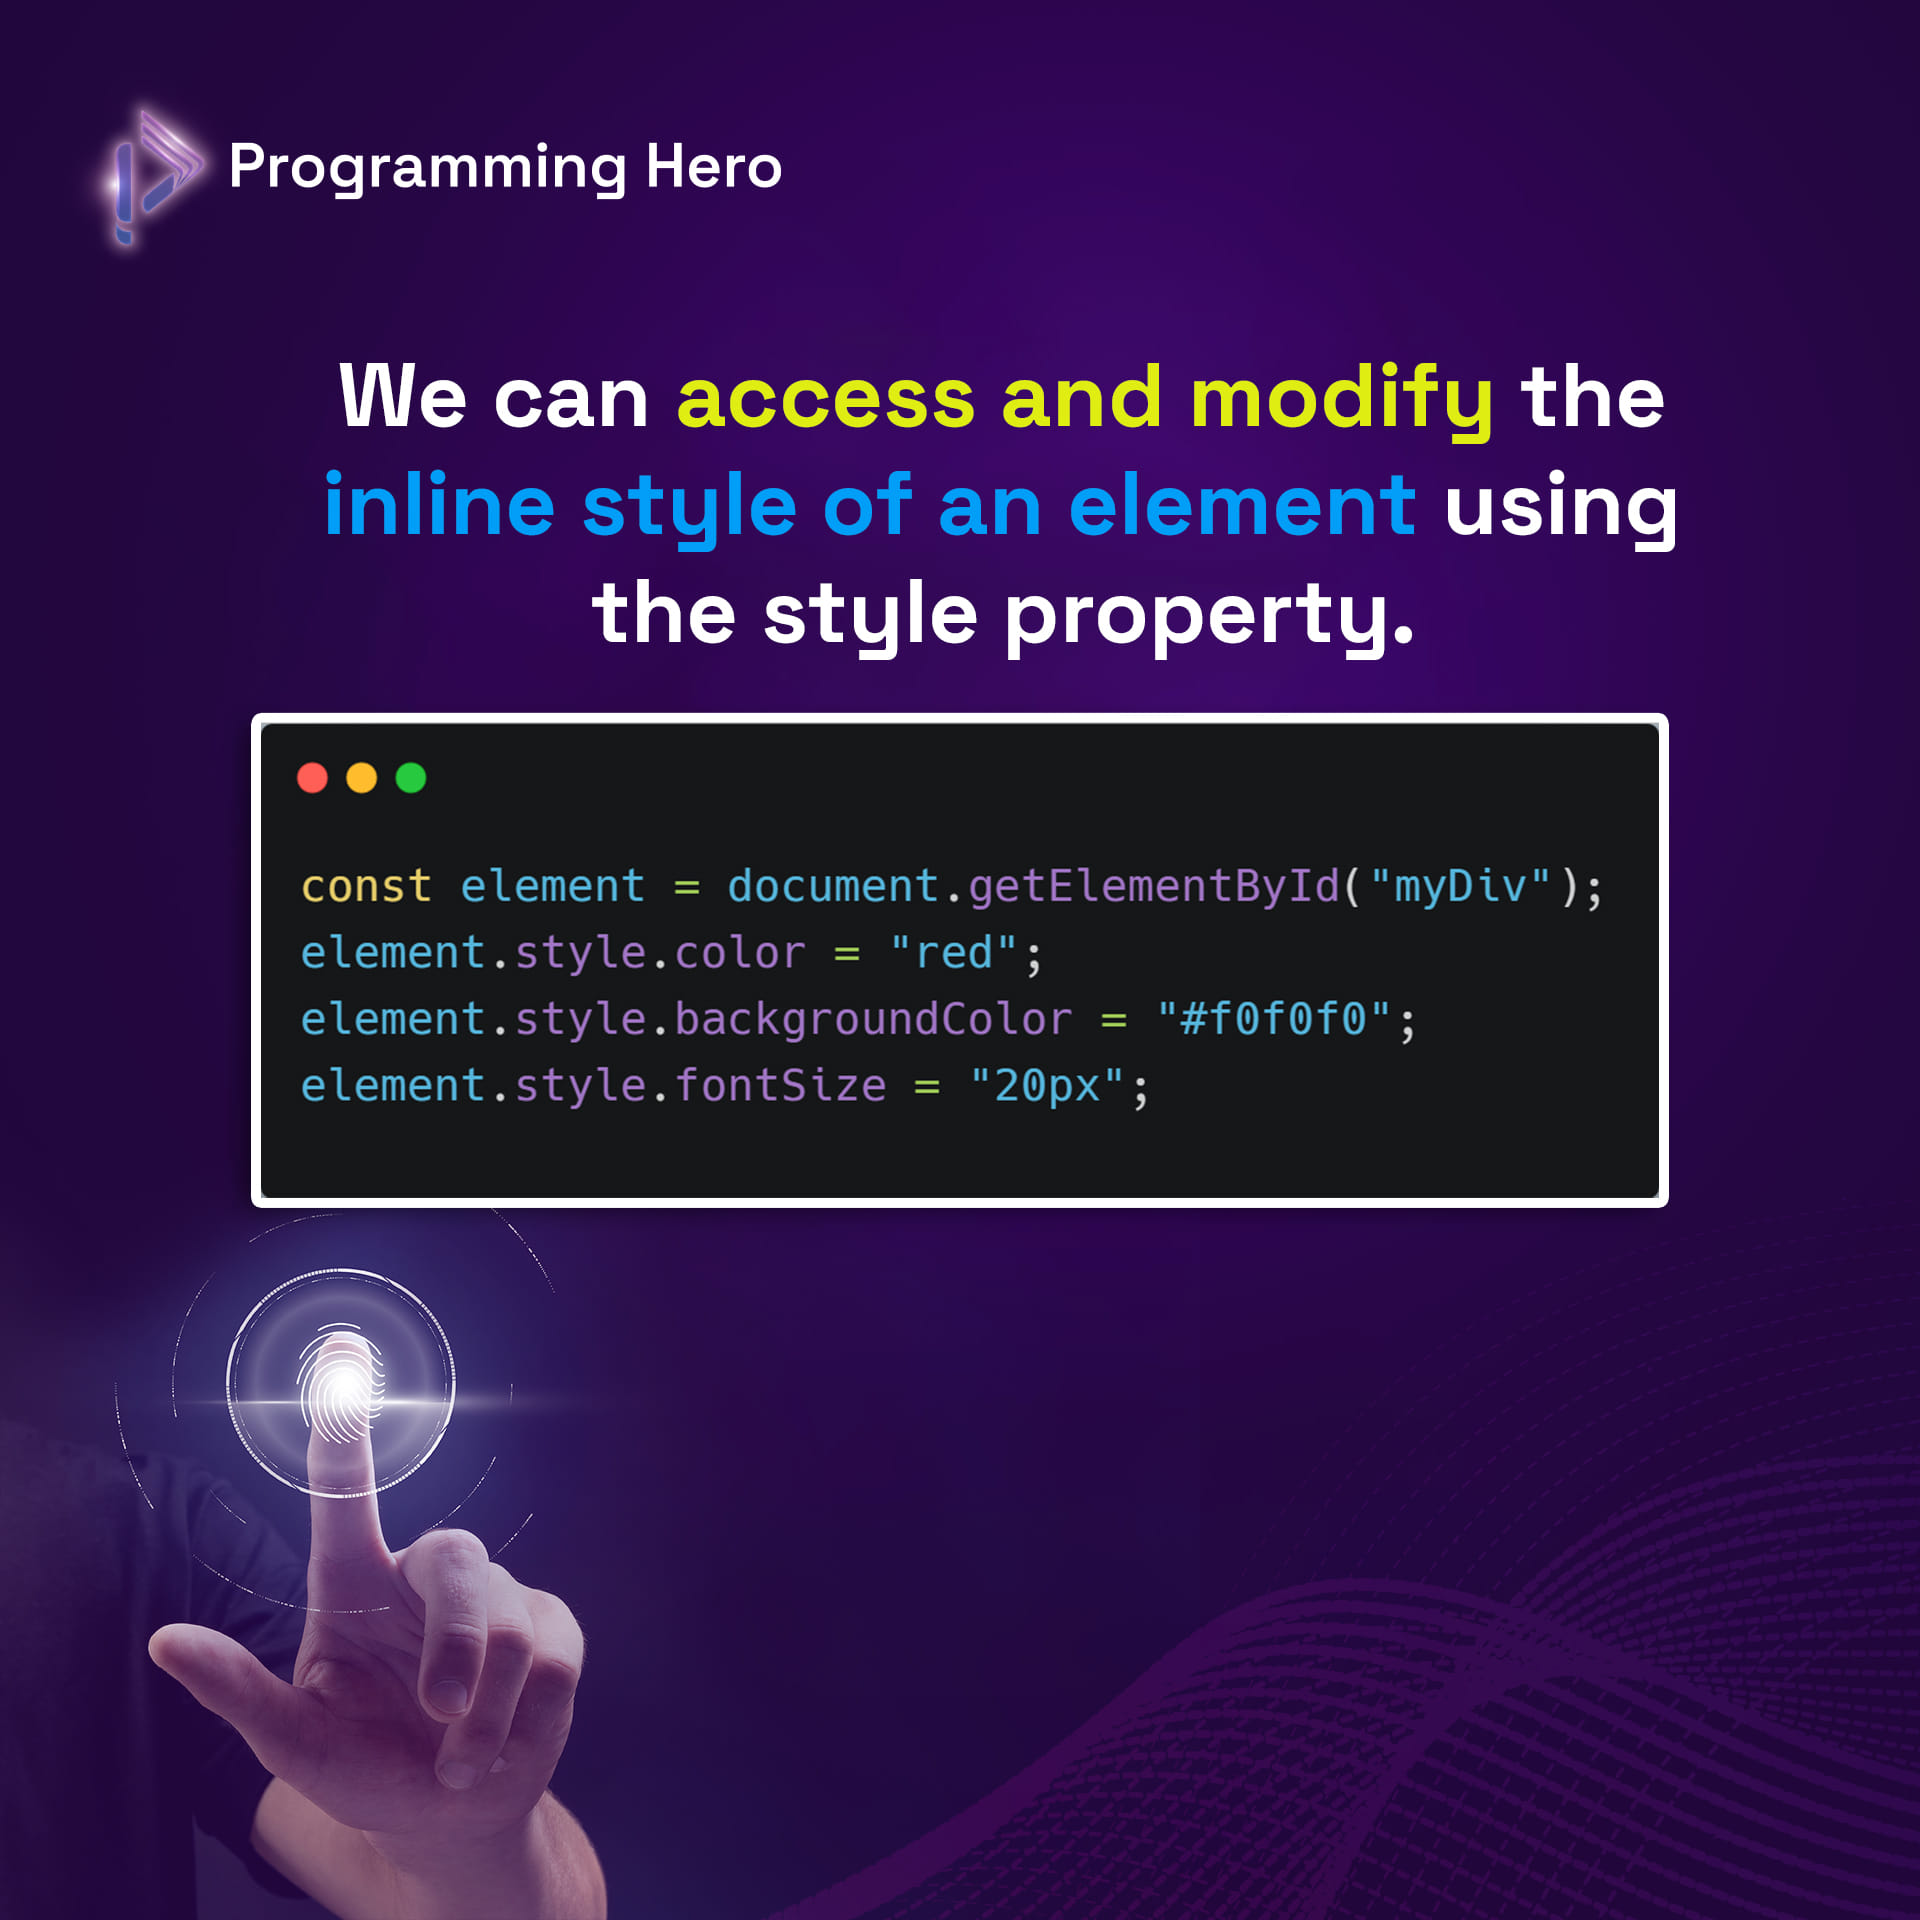 Programming Hero
We can access and modify the
inline style of an element using
the style property.
const element = document.getElementById("myDiv");
element.style.color = "red";
element.style.backgroundColor = "#f0f0f0";
element.style.fontSize = "20px";